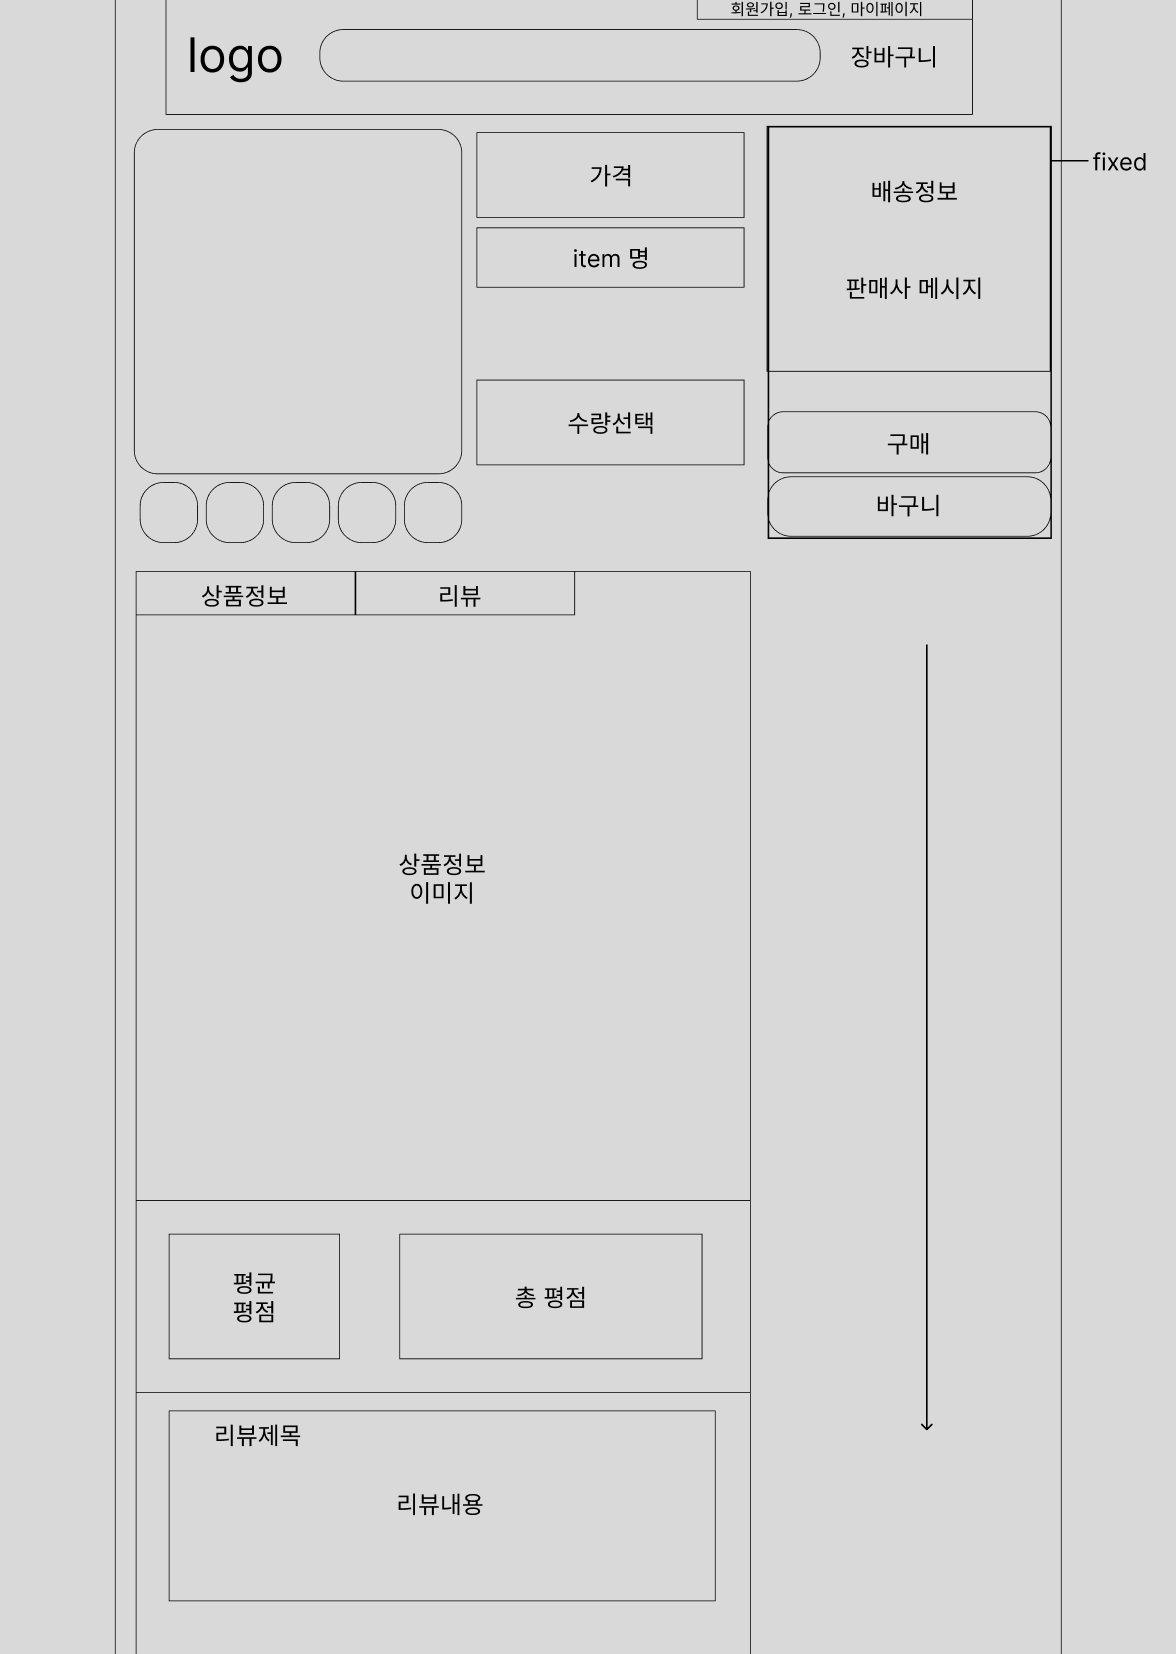 회원가입, 로그인, 마이페이지
logo
장바구니
가격
item 명
수량선택
배송정보
판매사 메시지
fixed
구매
바구니
상품정보
리뷰
상품정보
이미지
평균
평점
총 평점
리뷰제목
리뷰내용